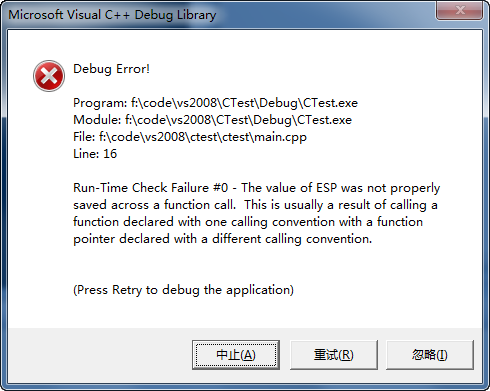 Microsoft Visual C++ Debug Library
Debug Error!
Program: f:\code\vs2008\CTest\Debug\CTest.exe
Module: f:\code\vs2008\CTest\Debug\CTest.exe
File: f:\code\vs2008\ctest\ctest\main.cpp
Line: 16
Run-Time Check Failure #0 - The value of ESP was not properly
saved across a function call.  This is usually a result of calling a
function declared with one calling convention with a function
pointer declared with a different calling convention.
(Press Retry to debug the application)
中止(A)
重试(R)
忽略(I)